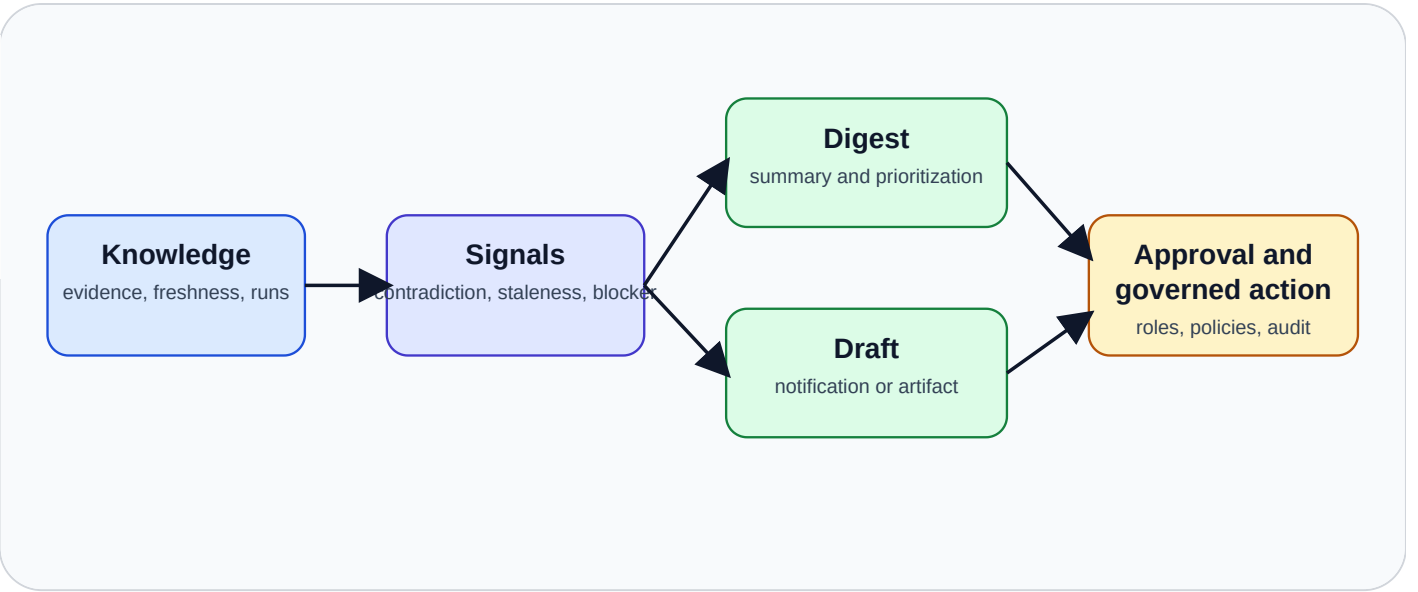 Knowledge
evidence, freshness, runs
Signals
contradiction, staleness, blocker
Digest
summary and prioritization
Draft
notification or artifact
Approval and
governed action
roles, policies, audit